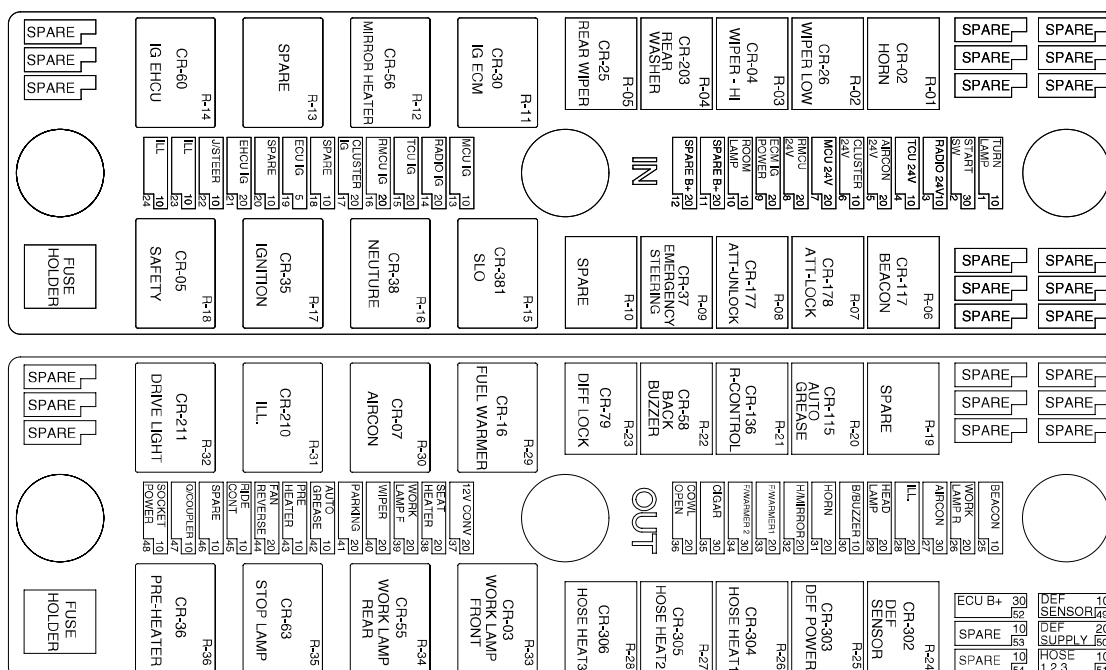 SPARE
SPARE
SPARE
CR-60
IG EHCU
R-14
SPARE
R-13
CR-56
MIRROR HEATER
R-12
CR-30
IG ECM
R-11
CR-25
REAR WIPER
R-05
CR-203
REAR
WASHER
R-04
CR-04
WIPER - HI
R-03
CR-26
WIPER LOW
R-02
CR-02
HORN
R-01
SPARE
SPARE
SPARE
SPARE
SPARE
SPARE
ILL 10 24
ILL 10 23
J/STEER 10 22
EHCU IG 20 21
SPARE 10 20
ECU IG 5 19
SPARE 10 18
CLUSTER IG 20 17
RMCU IG 20 16
TCU IG 20 15
RADIO IG 20 14
MCU IG 10 13
IN
SPARE B+ 20 12
SPARE B+ 20 11
ROOM LAMP 10 10
ECM IG POWER 20 9
RMCU 24V 20 8
MCU 24V 20 7
CLUSTER 24V 10 6
AIRCON 24V 20 5
TCU 24V 10 4
RADIO 24V 10 3
START SW 30 2
TURN LAMP 10 1
FUSE
HOLDER
CR-05
SAFETY
R-18
CR-35
IGNITION
R-17
CR-38
NEUTURE
R-16
CR-381
SLO
R-15
SPARE
R-10
CR-37
EMERGENCY
STEERING
R-09
CR-177
ATT-UNLOCK
R-08
CR-178
ATT-LOCK
R-07
CR-117
BEACON
R-06
SPARE
SPARE
SPARE
SPARE
SPARE
SPARE
SPARE
SPARE
SPARE
CR-211
DRIVE LIGHT
R-32
CR-210
ILL.
R-31
CR-07
AIRCON
R-30
CR-16
FUEL WARMER
R-29
CR-79
DIFF LOCK
R-23
CR-58
BACK
BUZZER
R-22
CR-136
R-CONTROL
R-21
CR-115
AUTO
GREASE
R-20
SPARE
R-19
SPARE
SPARE
SPARE
SPARE
SPARE
SPARE
SOCKET POWER 10 48
Q/COUPLER 10 47
SPARE 10 46
RIDE CONT 10 45
FAN REVERSE 10 44
PRE HEATER 10 43
AUTO GREASE 10 42
PARKING 20 41
WIPER 20 40
WORK LAMP F 20 39
SEAT HEATER 20 38
12V CONV 20 37
OUT
COWL OPEN 20 36
CIGAR 30 35
F/WARMER 2 30 34
F/WARMER1 20 33
H/MIRROR 20 32
HORN 20 31
B/BUZZER 10 30
HEAD LAMP 20 29
ILL. 20 28
AIRCON 30 27
WORK LAMP R 20 26
BEACON 10 25
FUSE
HOLDER
CR-36
PRE-HEATER
R-36
CR-63
STOP LAMP
R-35
CR-55
WORK LAMP
REAR
R-34
CR-03
WORK LAMP
FRONT
R-33
CR-306
HOSE HEAT3
R-28
CR-305
HOSE HEAT2
R-27
CR-304
HOSE HEAT1
R-26
CR-303
DEF POWER
R-25
CR-302
DEF
SENSOR
R-24
ECU B+ 30 52
DEF SENSOR 10 49
SPARE 10 53
DEF SUPPLY 20 50
SPARE 10 54
HOSE 1,2,3 10